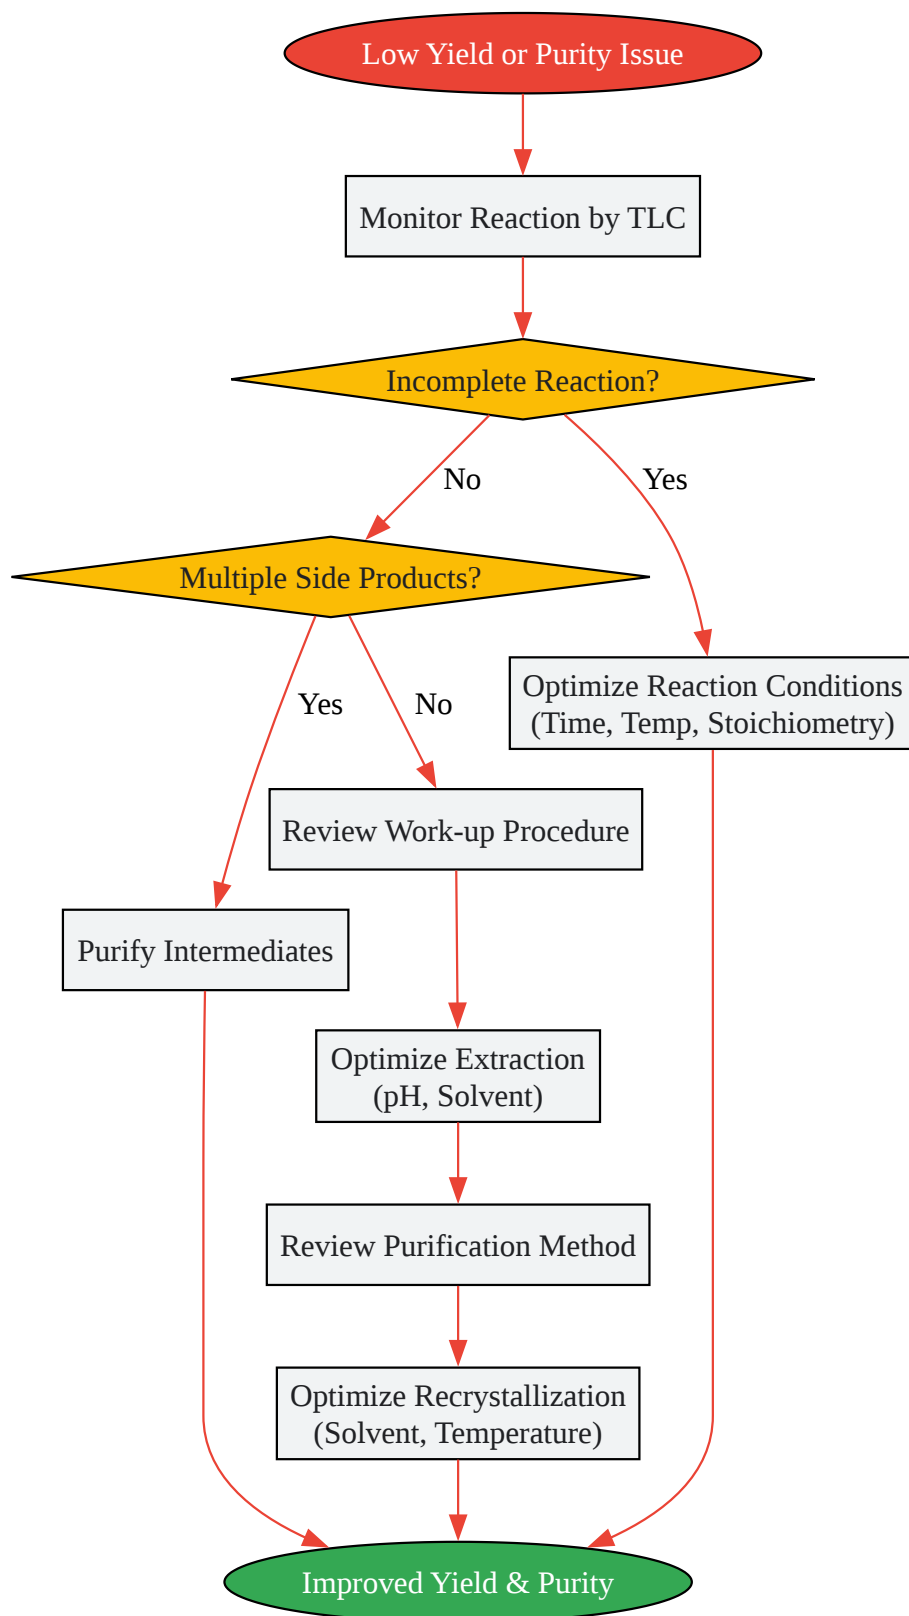 Low Yield or Purity Issue
Monitor Reaction by TLC
Incomplete Reaction?
No
Yes
Multiple Side Products?
Optimize Reaction Conditions
(Time, Temp, Stoichiometry)
Yes
No
Review Work-up Procedure
Purify Intermediates
Optimize Extraction
(pH, Solvent)
Review Purification Method
Optimize Recrystallization
(Solvent, Temperature)
Improved Yield & Purity